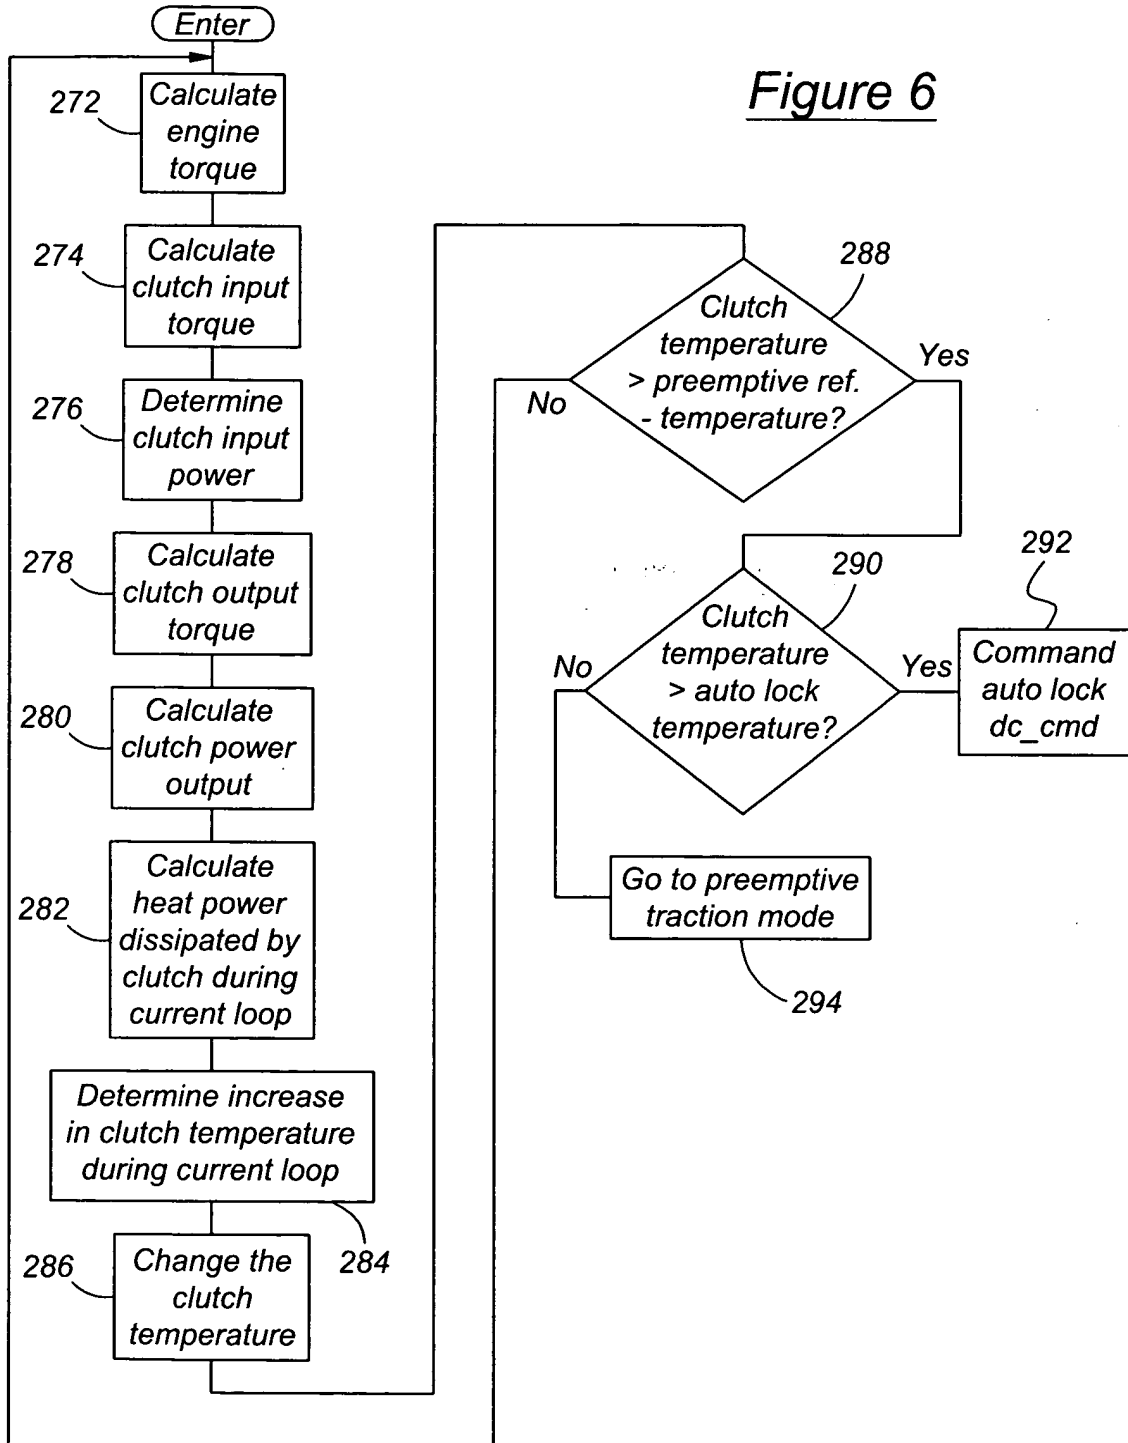 Enter
Figure 6
272
Calculate
engine
torque
274
Calculate
clutch input
torque
276
Determine
clutch input
power
278
Calculate
clutch output
torque
280
Calculate
clutch power
output
282
Calculate
heat power
dissipated by
clutch during
current loop
Determine increase
in clutch temperature
during current loop
284
286
Change the
clutch
temperature
288
Clutch
temperature
> preemptive ref.
- temperature?
No
Yes
290
Clutch
temperature
> auto lock
temperature?
No
Yes
292
Command
auto lock
dc_cmd
Go to preemptive
traction mode
294